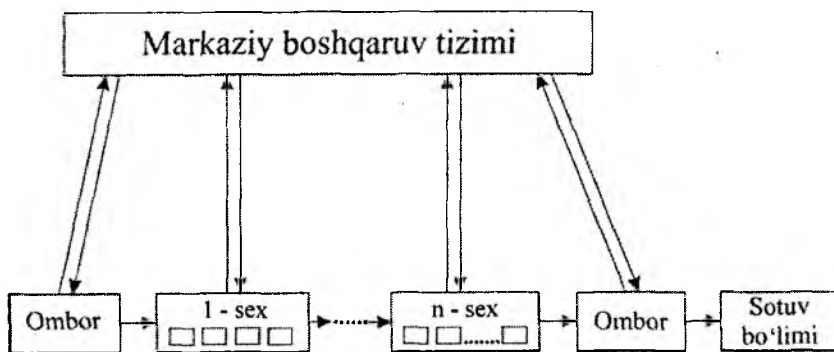 Markaziy boshqaruv tizimi
Ombor
1 - sex
n - sex
Ombor
Sotuv
bo‘limi